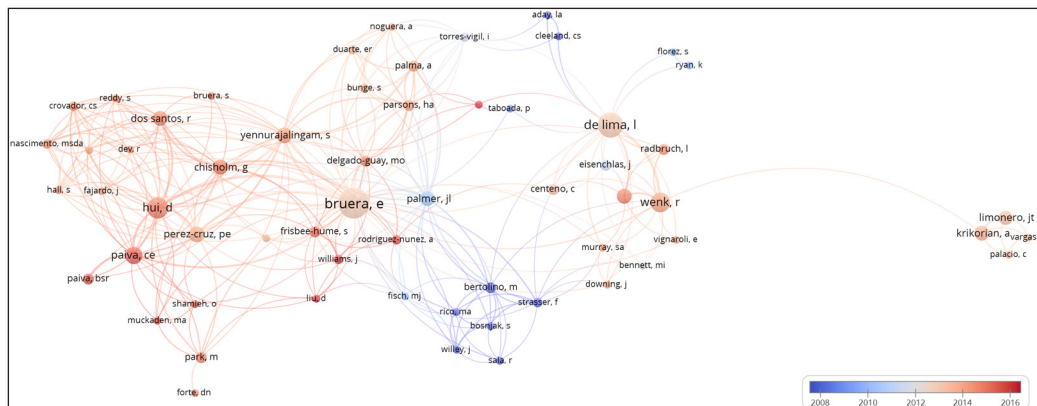 aday, la
noguera, a
torres-vigil, i
cleeland, cs
duarte, er
florez, s
palma, a
ryan, k
bunge, s
reddy, s
bruera, s
crovador, cs
parsons, ha
taboada, p
dos santos, r
de lima, l
yennurajalingam, s
nascimento, msda
dev, r
radbruch, l
delgado-guay, mo
eisenchlas, j
chisholm, g
hall, s
fajardo, j
centeno, c
palmer, jl
bruera, e
wenk, r
hui, d
limonero, jt
frisbee-hume, s
perez-cruz, pe
krikorian, a
vargas
rodriguez-nunez, a
vignaroli, e
murray, sa
paiva, ce
palacio, c
williams, j
bennett, mi
paiva, bsr
downing, j
bertolino, m
fisch, mj
liu, d
strasser, f
shamieh, o
rico, ma
muckaden, ma
bosnjak, s
willey, j
park, m
sala, r
forte, dn
2008 2010 2012 2014 2016